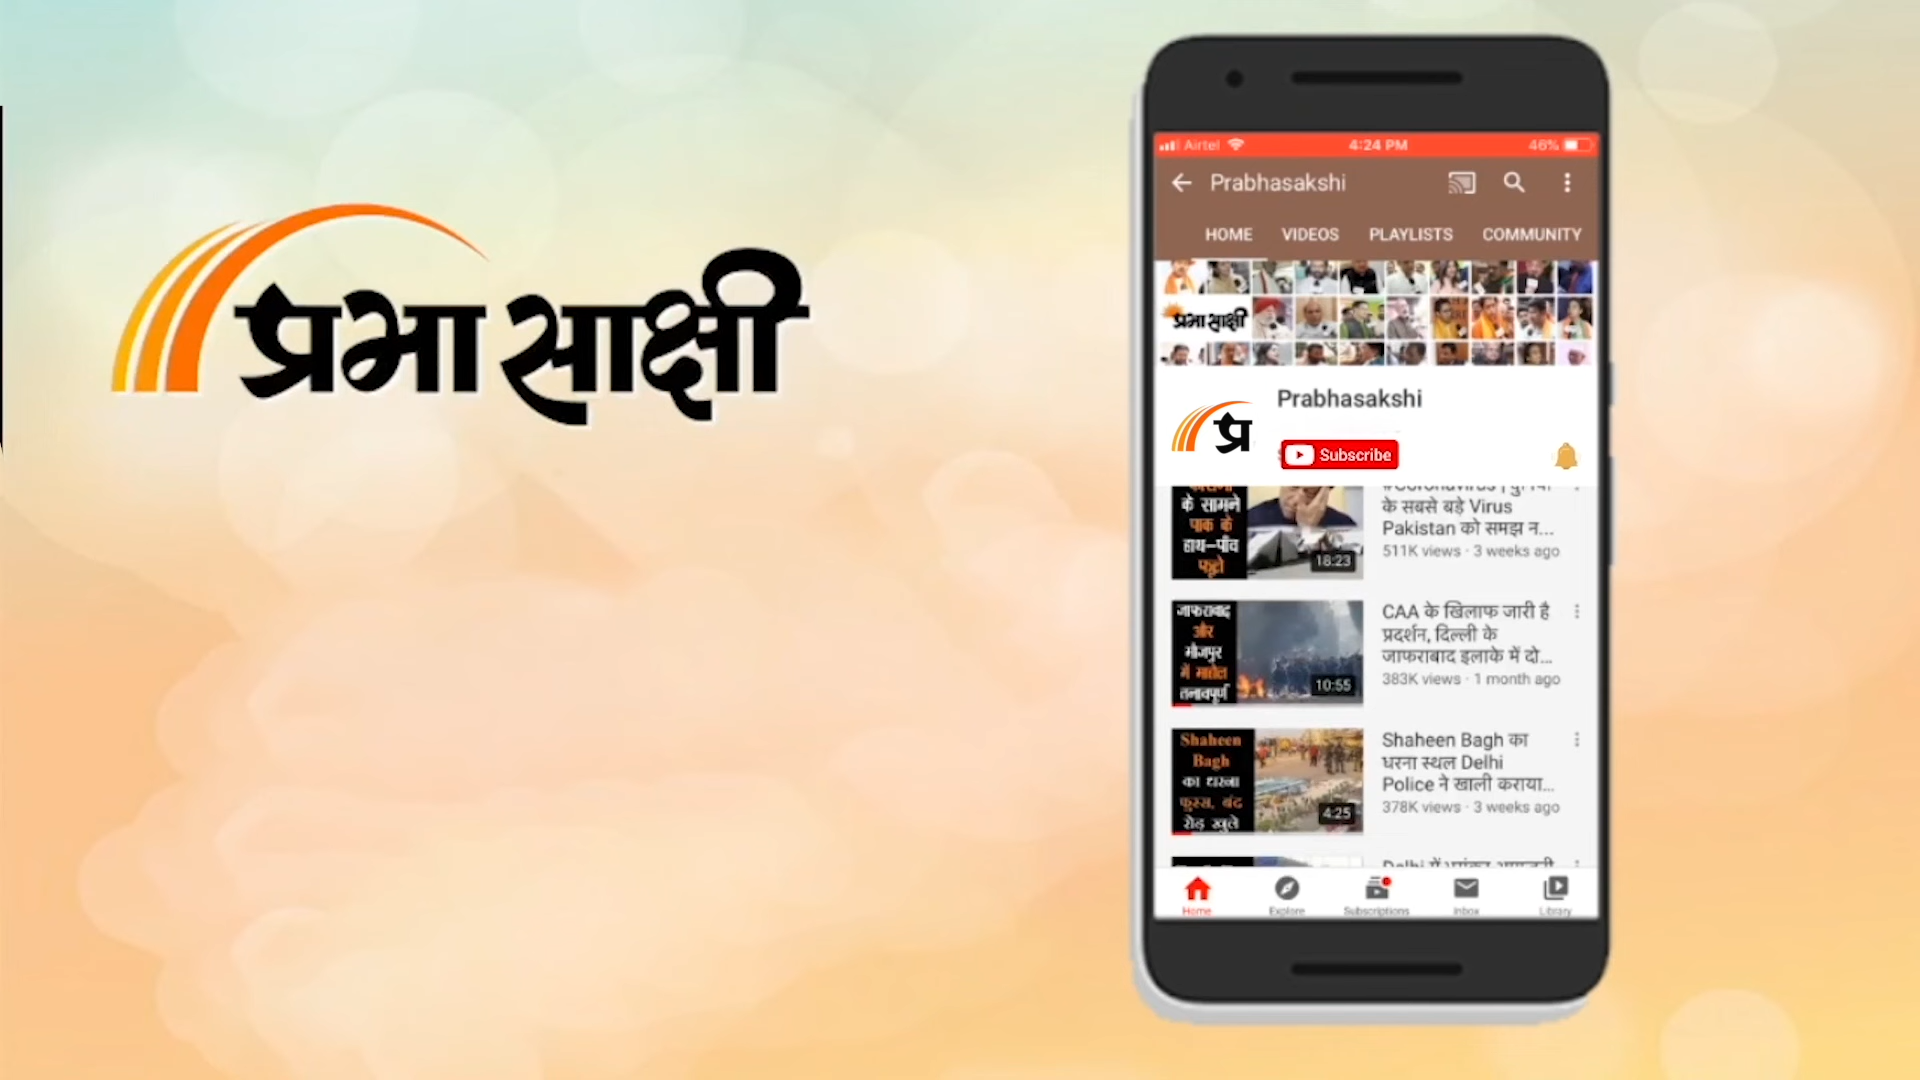 प्रभा साक्षी
Airtel
4:24 PM
46%
Prabhasakshi
HOME VIDEOS PLAYLISTS COMMUNITY
प्रभा साक्षी
Prabhasakshi
प्र
Subscribe
के सामने
पाक के
हाथ-पाँव
फूले
18:23
के सबसे बड़े Virus
Pakistan को समझ न...
511K views · 3 weeks ago
जाफराबाद
और
मौजपुर
में माहौल
तनावपूर्ण
10:55
CAA के खिलाफ जारी है
प्रदर्शन, दिल्ली के
जाफराबाद इलाके में दो...
383K views · 1 month ago
Shaheen
Bagh
का धरना
फुस्स, बंद
रोड खुले
4:25
Shaheen Bagh का
धरना स्थल Delhi
Police ने खाली कराया...
378K views · 3 weeks ago
Home Explore Subscriptions Inbox Library